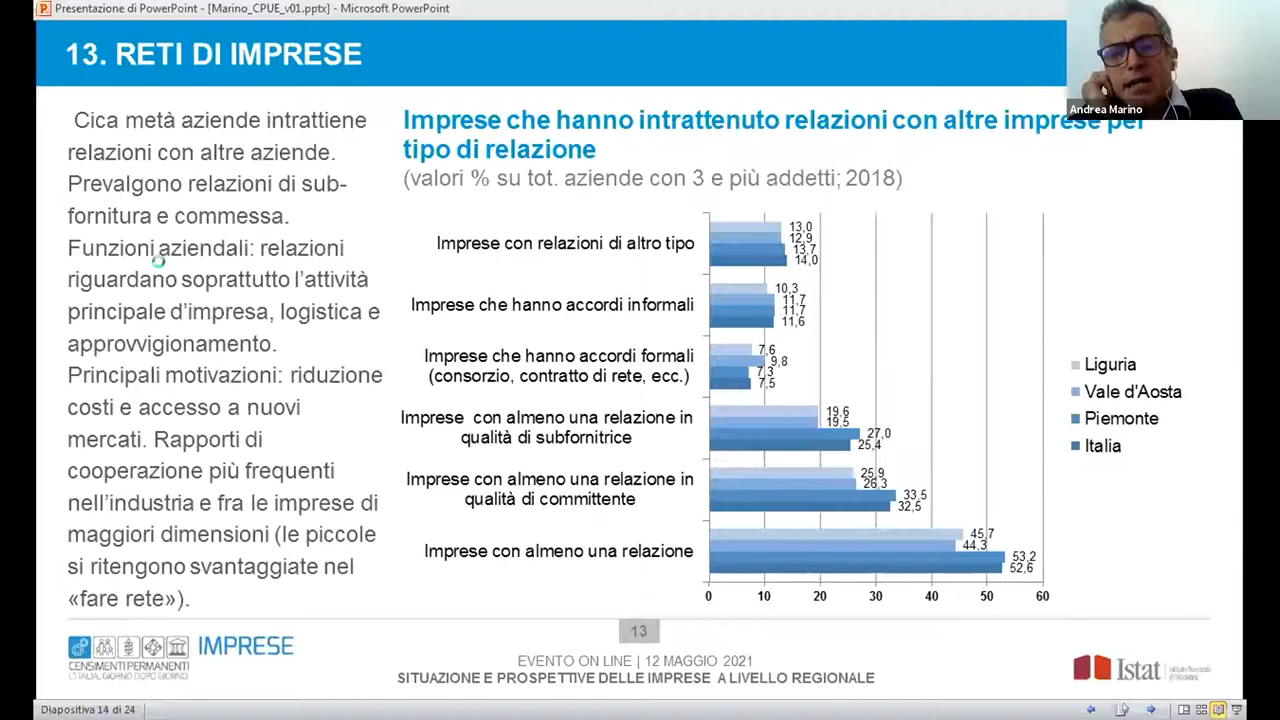 Presentazione di PowerPoint - [Marino_CPUE_v01.pptx] - Microsoft PowerPoint
13. RETI DI IMPRESE
Andrea Marino
Cica metà aziende intrattiene
relazioni con altre aziende.
Prevalgono relazioni di sub-
fornitura e commessa.
Funzioni aziendali: relazioni
riguardano soprattutto l'attività
principale d'impresa, logistica e
approvvigionamento.
Principali motivazioni: riduzione
costi e accesso a nuovi
mercati. Rapporti di
cooperazione più frequenti
nell'industria e fra le imprese di
maggiori dimensioni (le piccole
si ritengono svantaggiate nel
«fare rete»).
Imprese che hanno intrattenuto relazioni con altre imprese per
tipo di relazione
(valori % su tot. aziende con 3 e più addetti; 2018)
Imprese con relazioni di altro tipo
13,0
12,9
13,7
14,0
Imprese che hanno accordi informali
10,3
11,7
11,7
11,6
Imprese che hanno accordi formali
(consorzio, contratto di rete, ecc.)
7,6
9,8
7,3
7,5
Imprese con almeno una relazione in
qualità di subfornitrice
19,6
19,5
27,0
25,4
Imprese con almeno una relazione in
qualità di committente
25,9
26,3
33,5
32,5
Imprese con almeno una relazione
45,7
44,3
53,2
52,6
0 10 20 30 40 50 60
Liguria
Vale d'Aosta
Piemonte
Italia
13
IMPRESE
CENSIMENTI PERMANENTI
L'ITALIA, GIORNO DOPO GIORNO.
EVENTO ON LINE | 12 MAGGIO 2021
SITUAZIONE E PROSPETTIVE DELLE IMPRESE A LIVELLO REGIONALE
Istat
Diapositiva 14 di 24